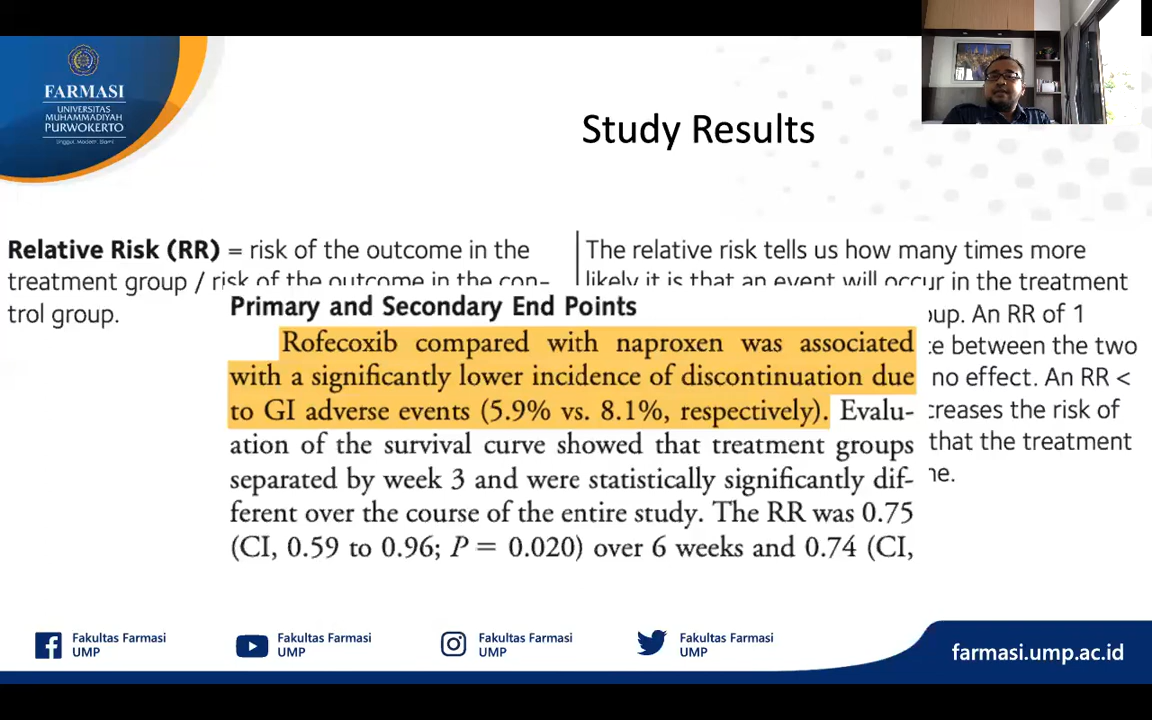 FARMASI
UNIVERSITAS
MUHAMMADIYAH
PURWOKERTO
Unggul, Modern, Islami
Study Results
Relative Risk (RR) = risk of the outcome in the
treatment group / risk of the outcome in the con-
trol group.
The relative risk tells us how many times more
likely it is that an event will occur in the treatment
oup. An RR of 1
e between the two
no effect. An RR <
creases the risk of
that the treatment
ne.
Primary and Secondary End Points
Rofecoxib compared with naproxen was associated
with a significantly lower incidence of discontinuation due
to GI adverse events (5.9% vs. 8.1%, respectively). Evalu-
ation of the survival curve showed that treatment groups
separated by week 3 and were statistically significantly dif-
ferent over the course of the entire study. The RR was 0.75
(CI, 0.59 to 0.96; P = 0.020) over 6 weeks and 0.74 (CI,
Fakultas Farmasi
UMP
Fakultas Farmasi
UMP
Fakultas Farmasi
UMP
Fakultas Farmasi
UMP
farmasi.ump.ac.id